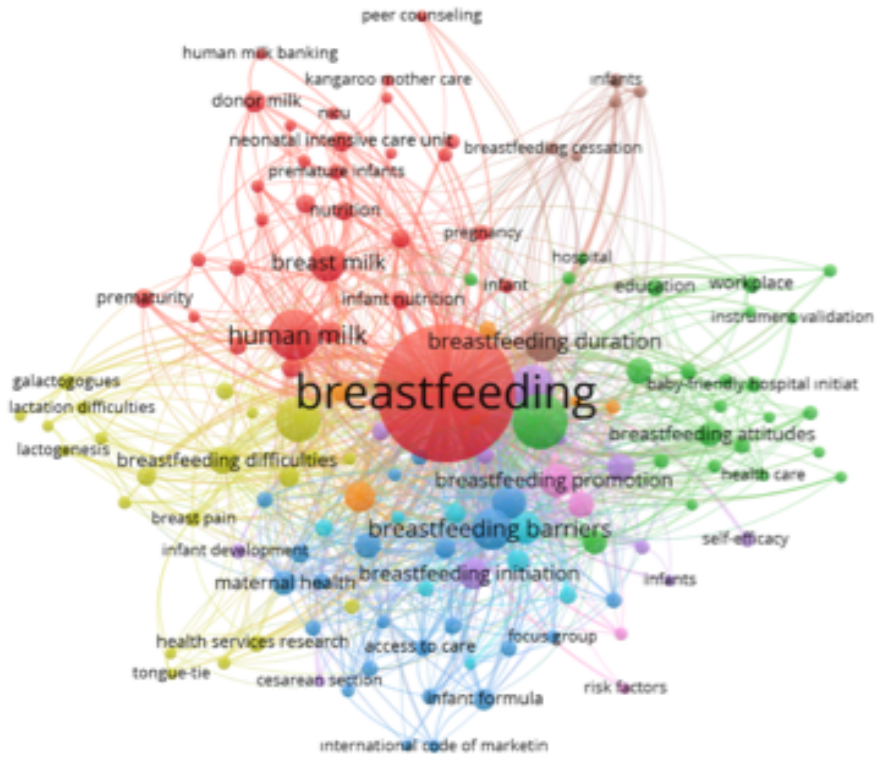 peer counseling
human milk banking
kangaroo mother care
infants
donor milk
nicu
neonatal intensive care unit
breastfeeding cessation
premature infants
nutrition
pregnancy
breast milk
hospital
education
workplace
infant
prematurity
infant nutrition
instrument validation
human milk
breastfeeding duration
galactogogues
breastfeeding
baby-friendly hospital initiat
lactation difficulties
breastfeeding attitudes
lactogenesis
breastfeeding difficulties
health care
breastfeeding promotion
breast pain
breastfeeding barriers
self-efficacy
infant development
maternal health
breastfeeding initiation
infants
health services research
access to care
focus group
tongue-tie
cesarean section
risk factors
infant formula
international code of marketin